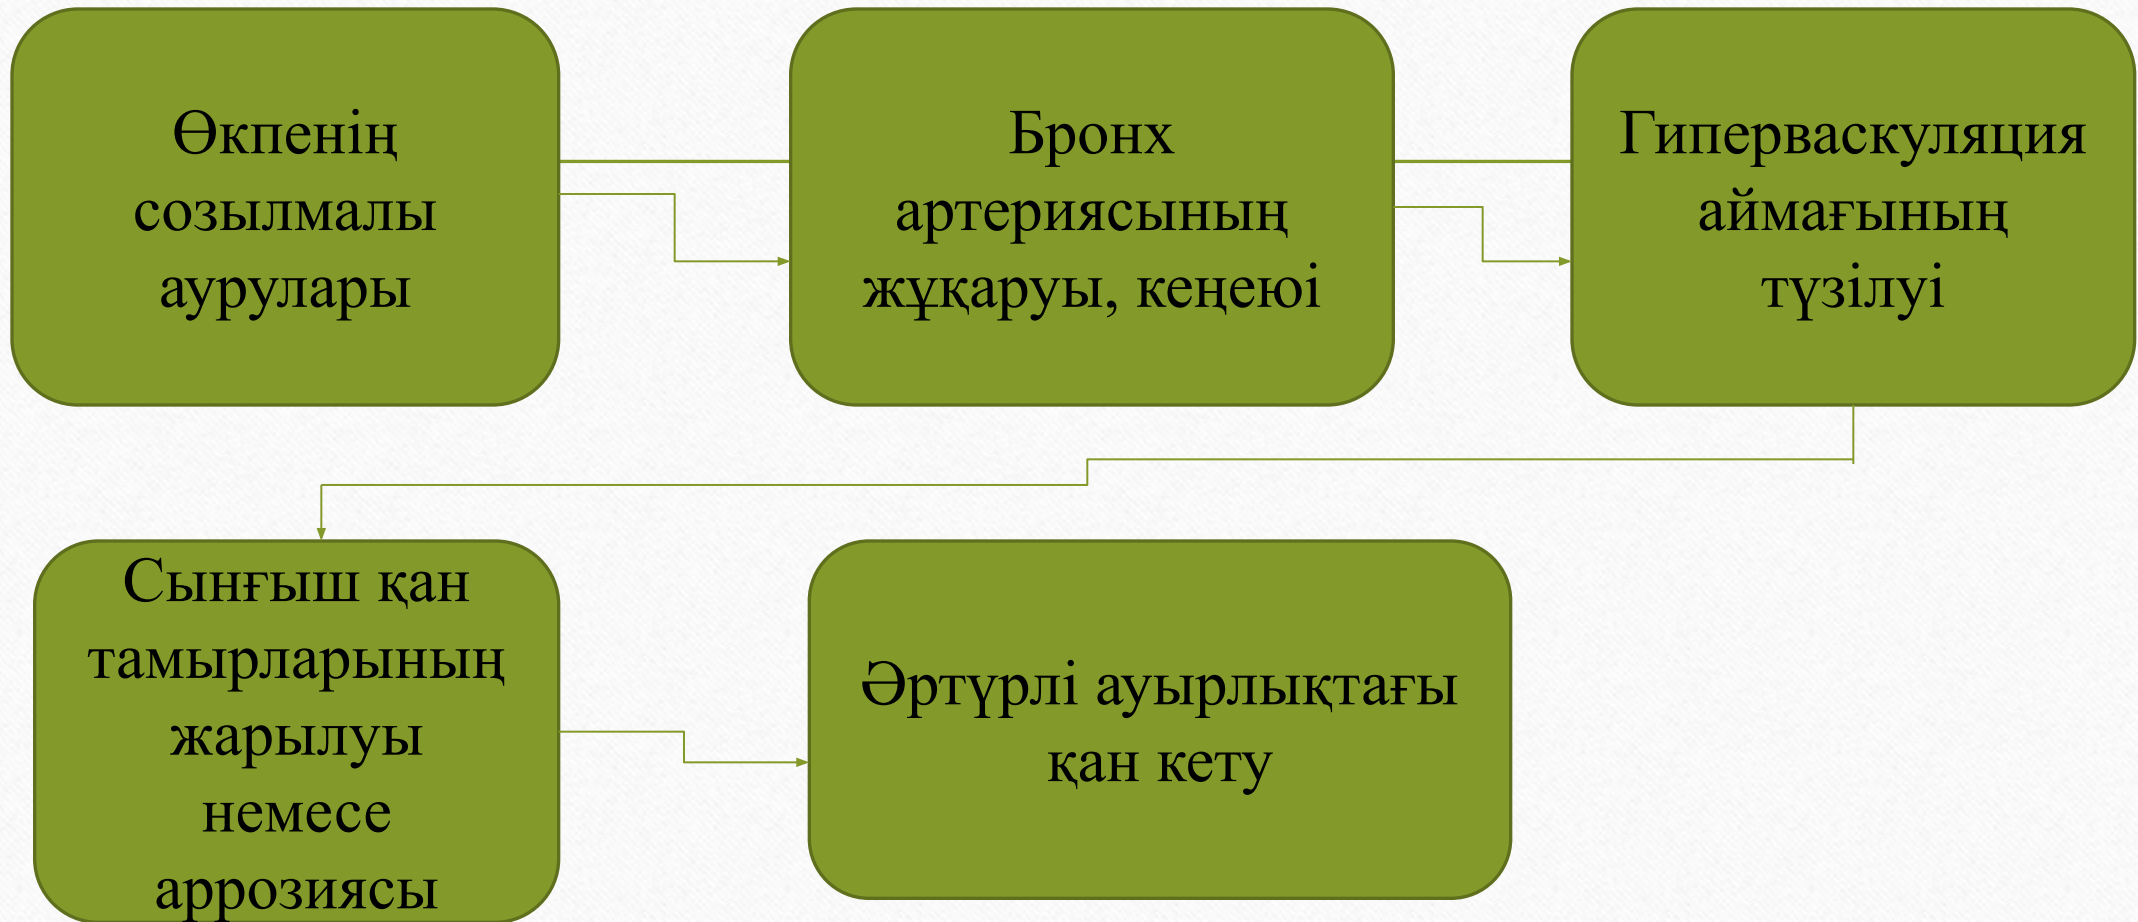 Өкпенің
созылмалы
аурулары
Бронх
артериясының
жұқаруы, кеңеюі
Гиперваскуляция
аймағының
түзілуі
Сынғыш қан
тамырларының
жарылуы
немесе
аррозиясы
Әртүрлі ауырлықтағы
қан кету